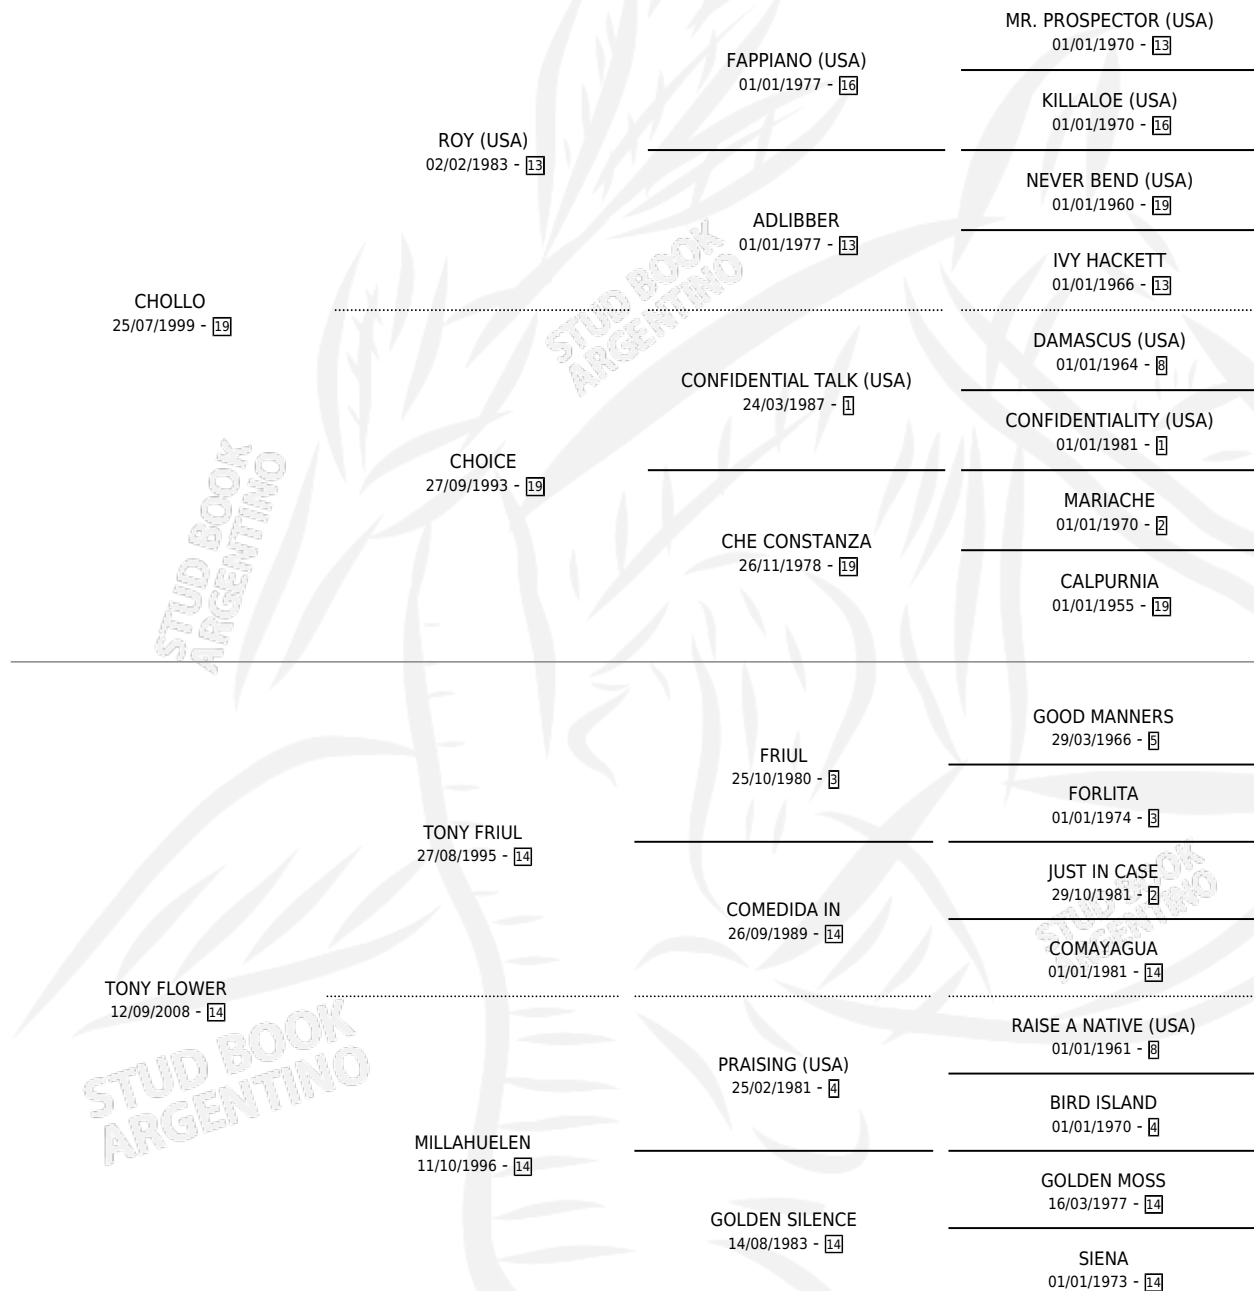 MR. PROSPECTOR (USA)
01/01/1970 - 13
FAPPIANO (USA)
01/01/1977 - 16
KILLALOE (USA)
01/01/1970 - 16
ROY (USA)
02/02/1983 - 13
NEVER BEND (USA)
01/01/1960 - 19
ADLIBBER
01/01/1977 - 13
IVY HACKETT
01/01/1966 - 13
CHOLLO
25/07/1999 - 19
DAMASCUS (USA)
01/01/1964 - 8
CONFIDENTIAL TALK (USA)
24/03/1987 - 1
CONFIDENTIALITY (USA)
01/01/1981 - 1
CHOICE
27/09/1993 - 19
MARIACHE
01/01/1970 - 2
CHE CONSTANZA
26/11/1978 - 19
CALPURNIA
01/01/1955 - 19
GOOD MANNERS
29/03/1966 - 5
FRIUL
25/10/1980 - 3
FORLITA
01/01/1974 - 3
TONY FRIUL
27/08/1995 - 14
JUST IN CASE
29/10/1981 - 2
COMEDIDA IN
26/09/1989 - 14
COMAYAGUA
01/01/1981 - 14
TONY FLOWER
12/09/2008 - 14
RAISE A NATIVE (USA)
01/01/1961 - 8
PRAISING (USA)
25/02/1981 - 4
BIRD ISLAND
01/01/1970 - 4
MILLAHUELEN
11/10/1996 - 14
GOLDEN MOSS
16/03/1977 - 14
GOLDEN SILENCE
14/08/1983 - 14
SIENA
01/01/1973 - 14
STUD BOOK
ARGENTINO
STUD BOOK
ARGENTINO
STUD BOOK
ARGENTINO
STUD BOOK
ARGENTINO